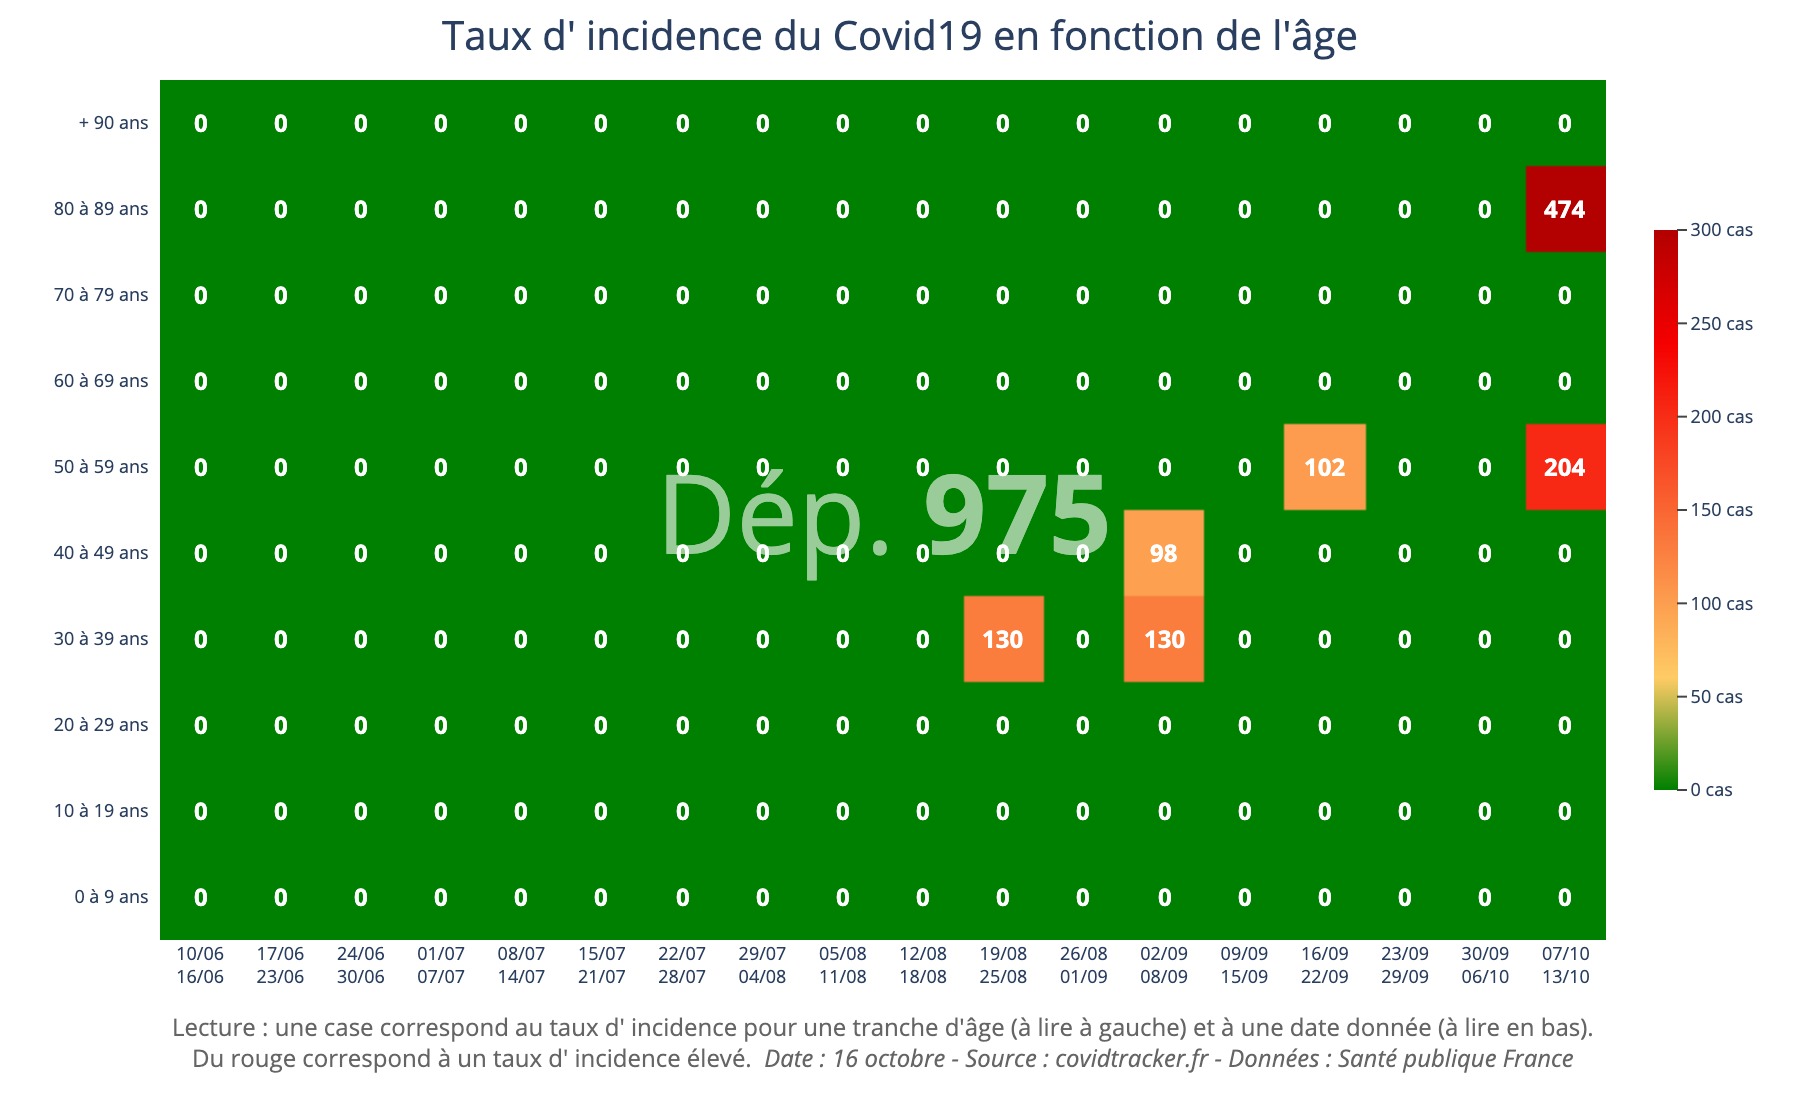 Taux d' incidence du Covid19 en fonction de l'âge
+ 90 ans 0 0 0 0 0 0 0 0 0 0 0 0 0 0 0 0 0 0
80 à 89 ans 0 0 0 0 0 0 0 0 0 0 0 0 0 0 0 0 0 474
70 à 79 ans 0 0 0 0 0 0 0 0 0 0 0 0 0 0 0 0 0 0
60 à 69 ans 0 0 0 0 0 0 0 0 0 0 0 0 0 0 0 0 0 0
50 à 59 ans 0 0 0 0 0 0 0 0 0 0 0 0 0 0 102 0 0 204
Dép. 975
40 à 49 ans 0 0 0 0 0 0 0 0 0 0 0 0 98 0 0 0 0 0
30 à 39 ans 0 0 0 0 0 0 0 0 0 0 130 0 130 0 0 0 0 0
20 à 29 ans 0 0 0 0 0 0 0 0 0 0 0 0 0 0 0 0 0 0
10 à 19 ans 0 0 0 0 0 0 0 0 0 0 0 0 0 0 0 0 0 0
0 à 9 ans 0 0 0 0 0 0 0 0 0 0 0 0 0 0 0 0 0 0
10/06 17/06 24/06 01/07 08/07 15/07 22/07 29/07 05/08 12/08 19/08 26/08 02/09 09/09 16/09 23/09 30/09 07/10
16/06 23/06 30/06 07/07 14/07 21/07 28/07 04/08 11/08 18/08 25/08 01/09 08/09 15/09 22/09 29/09 06/10 13/10
300 cas
250 cas
200 cas
150 cas
100 cas
50 cas
0 cas
Lecture : une case correspond au taux d' incidence pour une tranche d'âge (à lire à gauche) et à une date donnée (à lire en bas).
Du rouge correspond à un taux d' incidence élevé. Date : 16 octobre - Source : covidtracker.fr - Données : Santé publique France